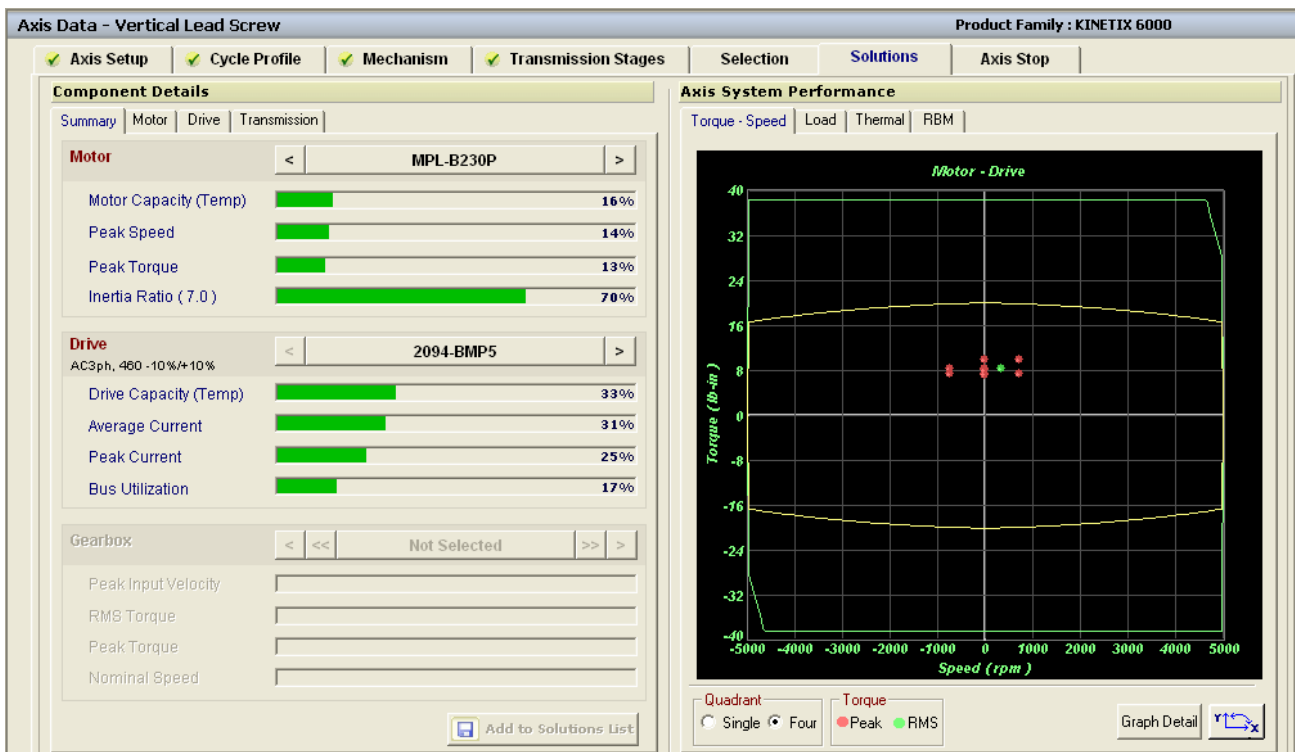 Axis Data - Vertical Lead Screw Product Family : KINETIX 6000
Axis Setup Cycle Profile Mechanism Transmission Stages Selection Solutions Axis Stop
Component Details
Summary Motor Drive Transmission
Motor < MPL-B230P >
Motor Capacity (Temp) 16%
Peak Speed 14%
Peak Torque 13%
Inertia Ratio ( 7.0 ) 70%
Drive < 2094-BMP5 >
AC3ph, 460 -10%/+10%
Drive Capacity (Temp) 33%
Average Current 31%
Peak Current 25%
Bus Utilization 17%
Gearbox < << Not Selected >> >
Peak Input Velocity
RMS Torque
Peak Torque
Nominal Speed
Add to Solutions List
Axis System Performance
Torque - Speed Load Thermal RBM
Motor - Drive
40
32
24
16
8
0
-8
-16
-24
-32
-40
Torque ( lb-in )
-5000 -4000 -3000 -2000 -1000 0 1000 2000 3000 4000 5000
Speed ( rpm )
Quadrant Torque
Single Four Peak RMS Graph Detail Y X